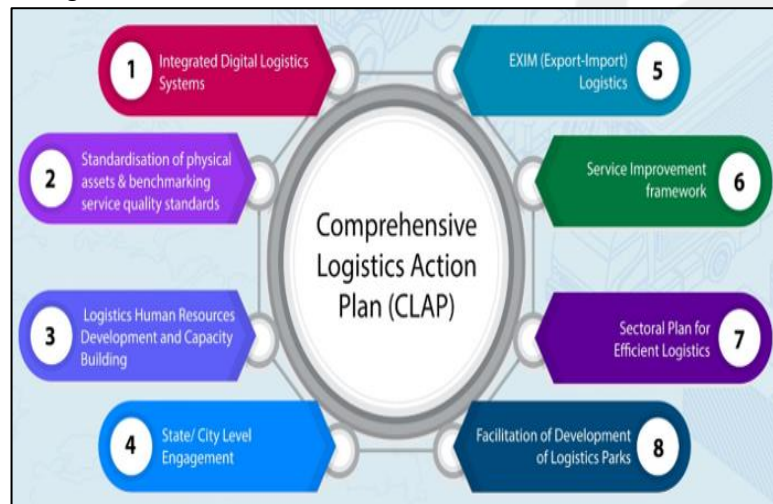 Comprehensive
Logistics Action
Plan (CLAP)
1
Integrated Digital Logistics
Systems
2
Standardisation of physical
assets & benchmarking
service quality standards
3
Logistics Human Resources
Development and Capacity
Building
4
State/ City Level
Engagement
EXIM (Export-Import)
Logistics
5
Service Improvement
framework
6
Sectoral Plan for
Efficient Logistics
7
Facilitation of Development
of Logistics Parks
8